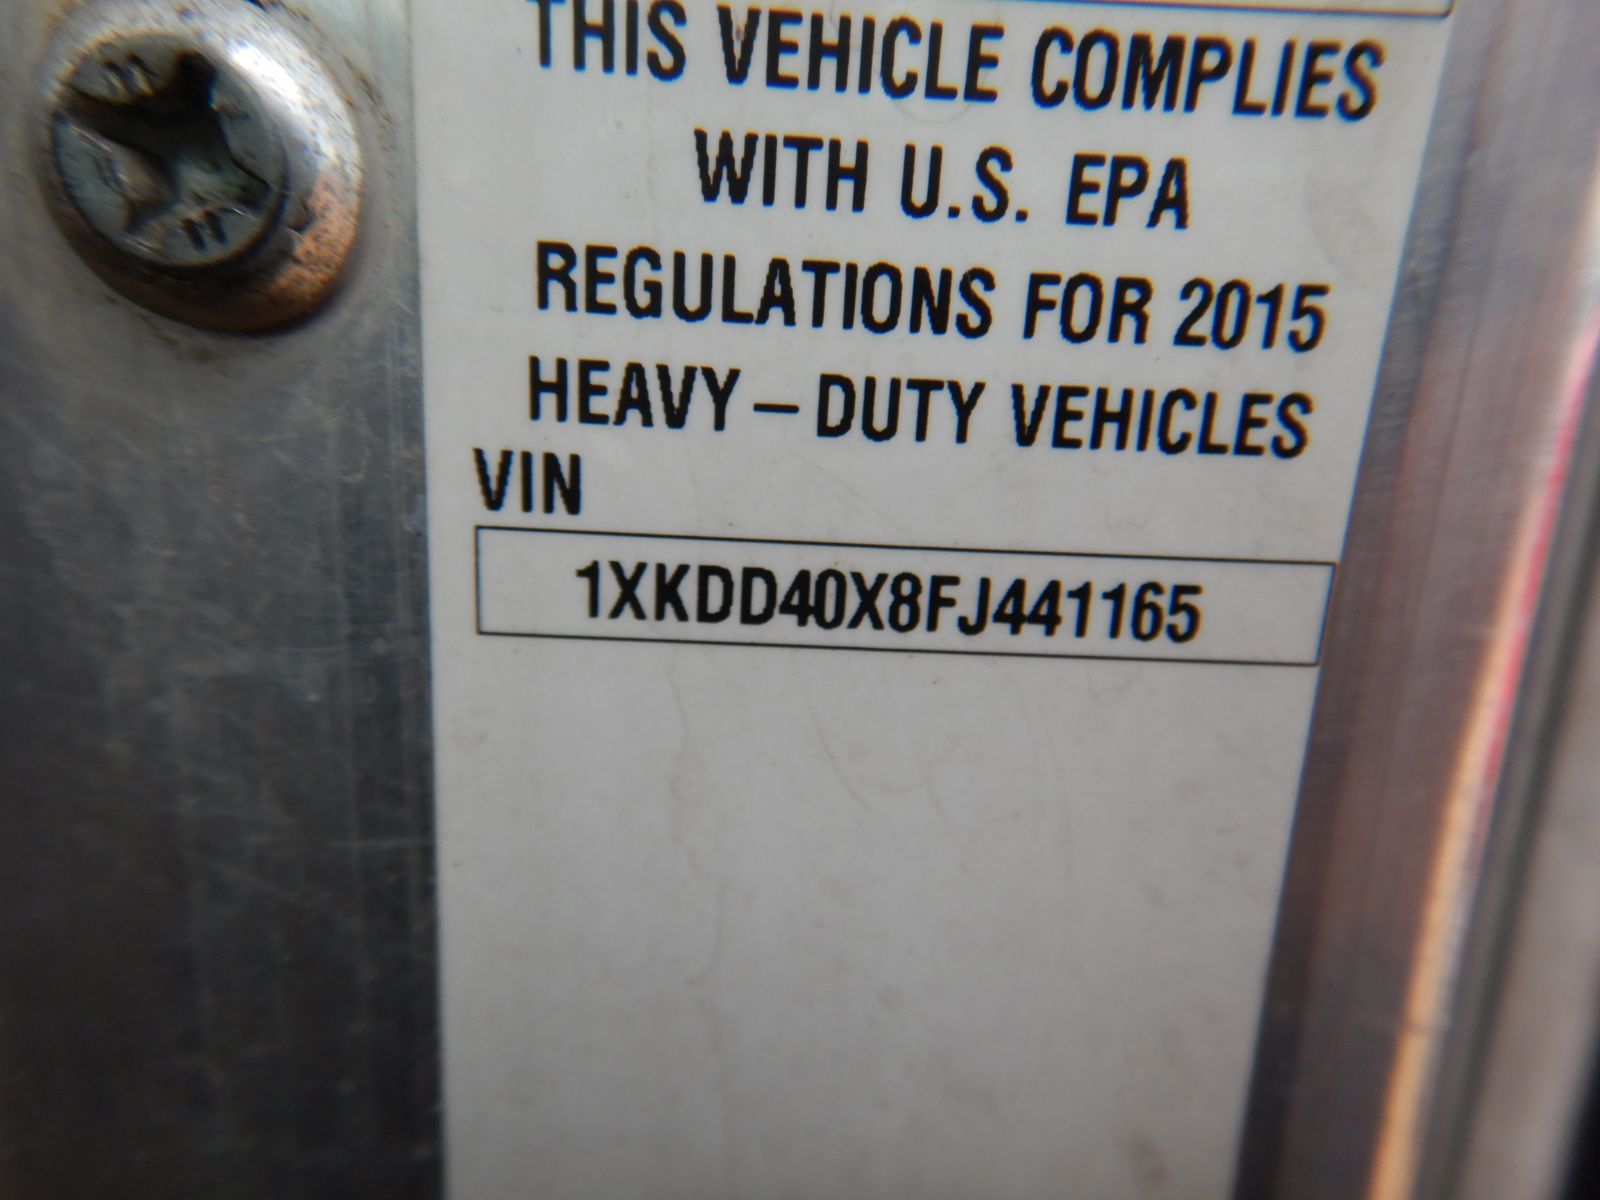 THIS VEHICLE COMPLIES
WITH U.S. EPA
REGULATIONS FOR 2015
HEAVY-DUTY VEHICLES
VIN
1XKDD40X8FJ441165